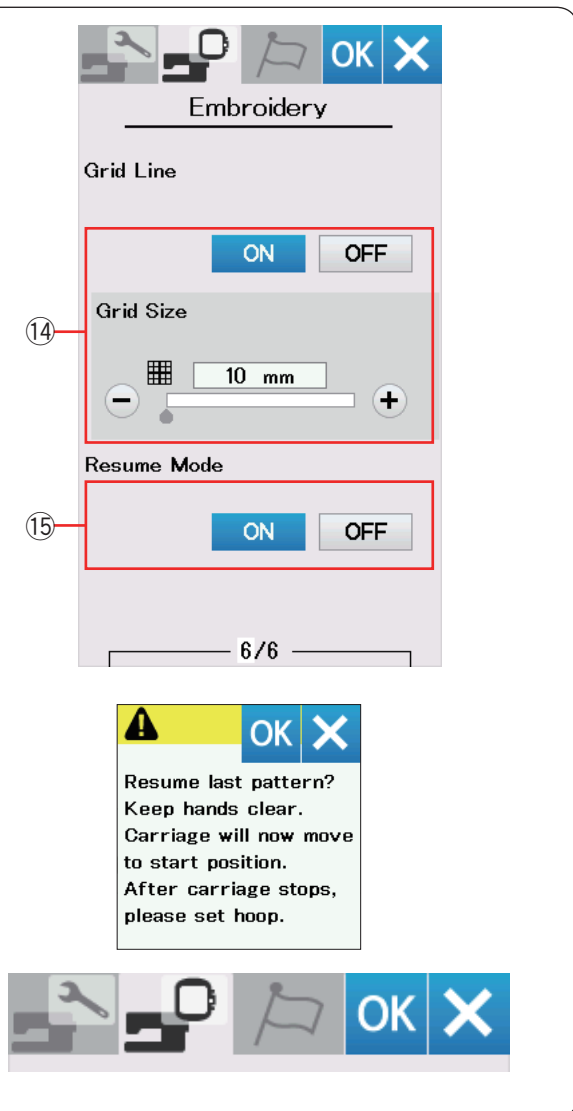 OK
Embroidery
Grid Line
ON OFF
Grid Size
⑭
10 mm
Resume Mode
⑮
ON OFF
6/6
OK
Resume last pattern?
Keep hands clear.
Carriage will now move
to start position.
After carriage stops,
please set hoop.
OK